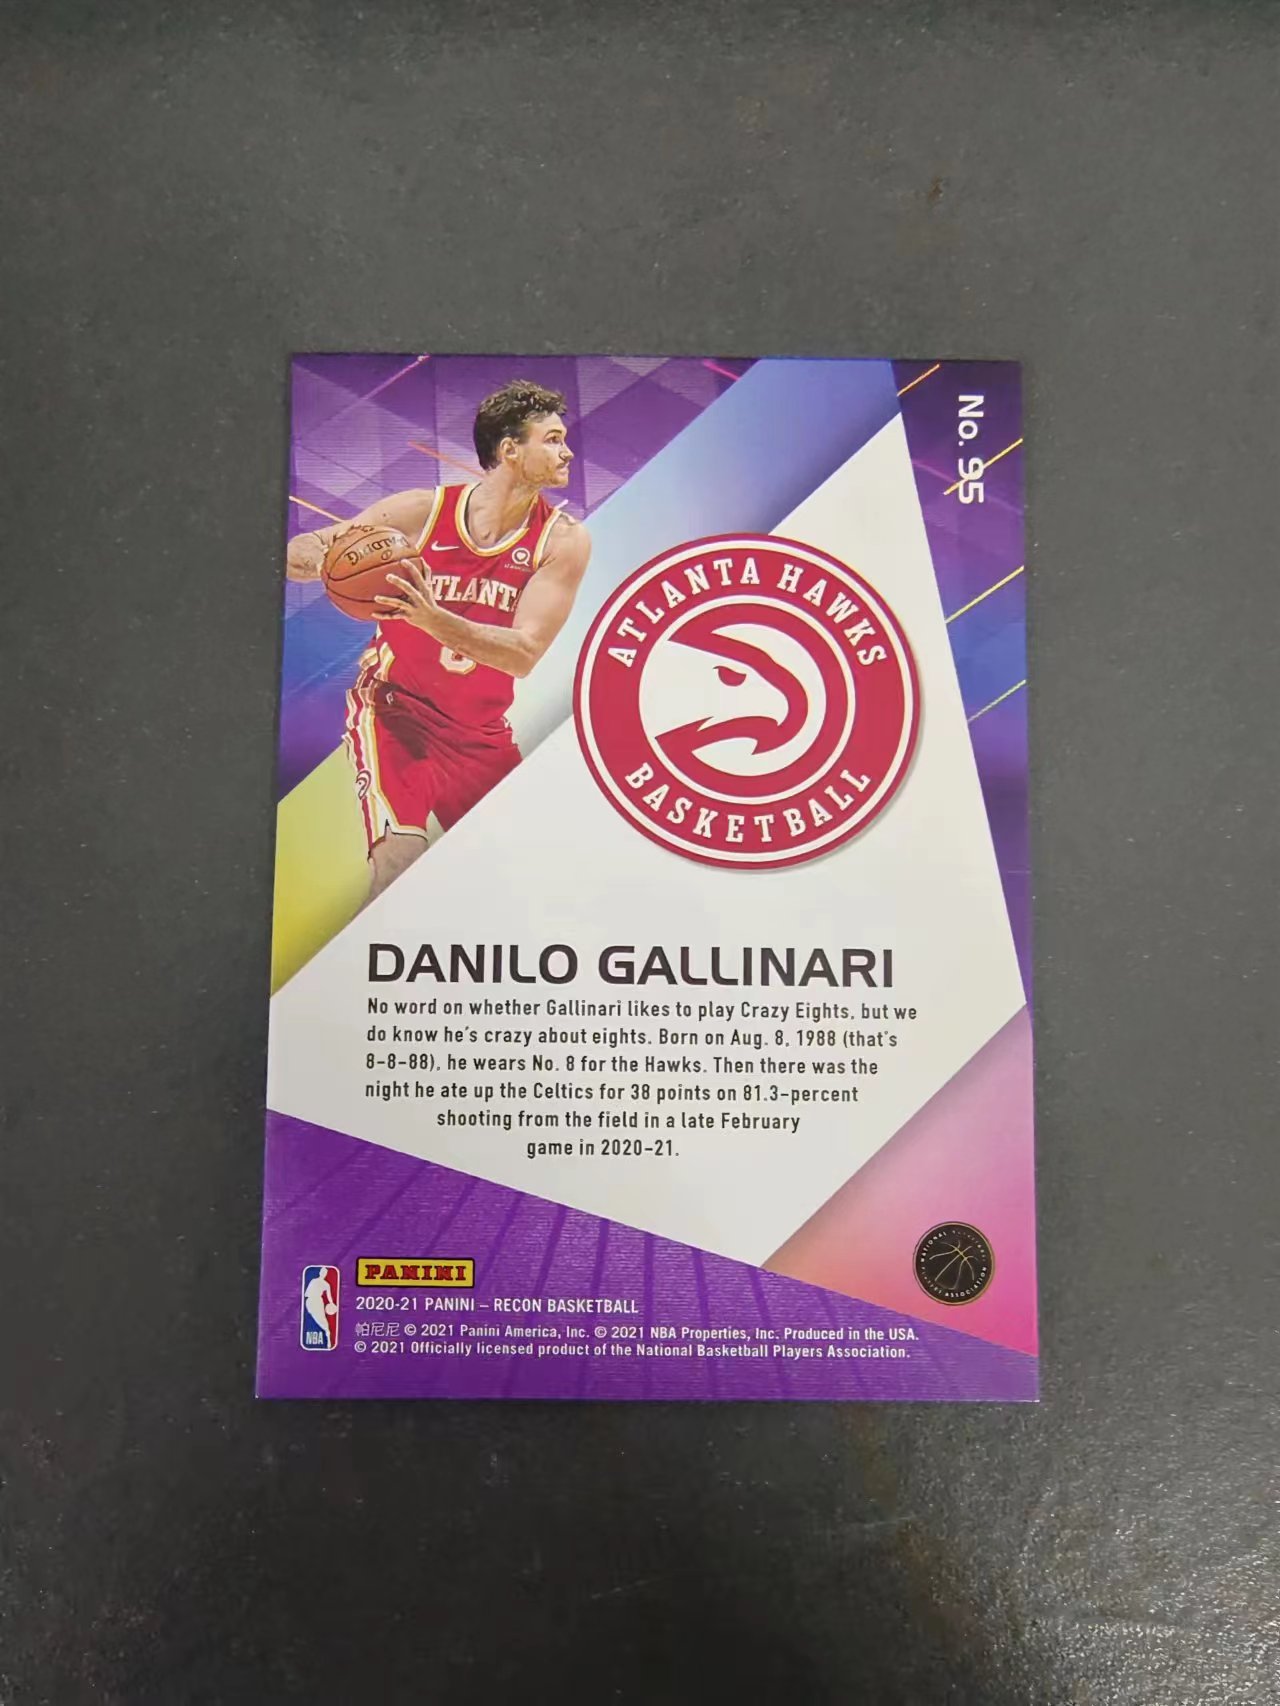 No. 95
ATLANTA HAWKS
BASKETBALL
DANILO GALLINARI
No word on whether Gallinari likes to play Crazy Eights, but we
do know he's crazy about eights. Born on Aug. 8, 1988 (that's
8-8-88), he wears No. 8 for the Hawks. Then there was the
night he ate up the Celtics for 38 points on 81.3-percent
shooting from the field in a late February
game in 2020-21.
PANINI
NBA
2020-21 PANINI – RECON BASKETBALL
帕尼尼 © 2021 Panini America, Inc. © 2021 NBA Properties, Inc. Produced in the USA.
© 2021 Officially licensed product of the National Basketball Players Association.